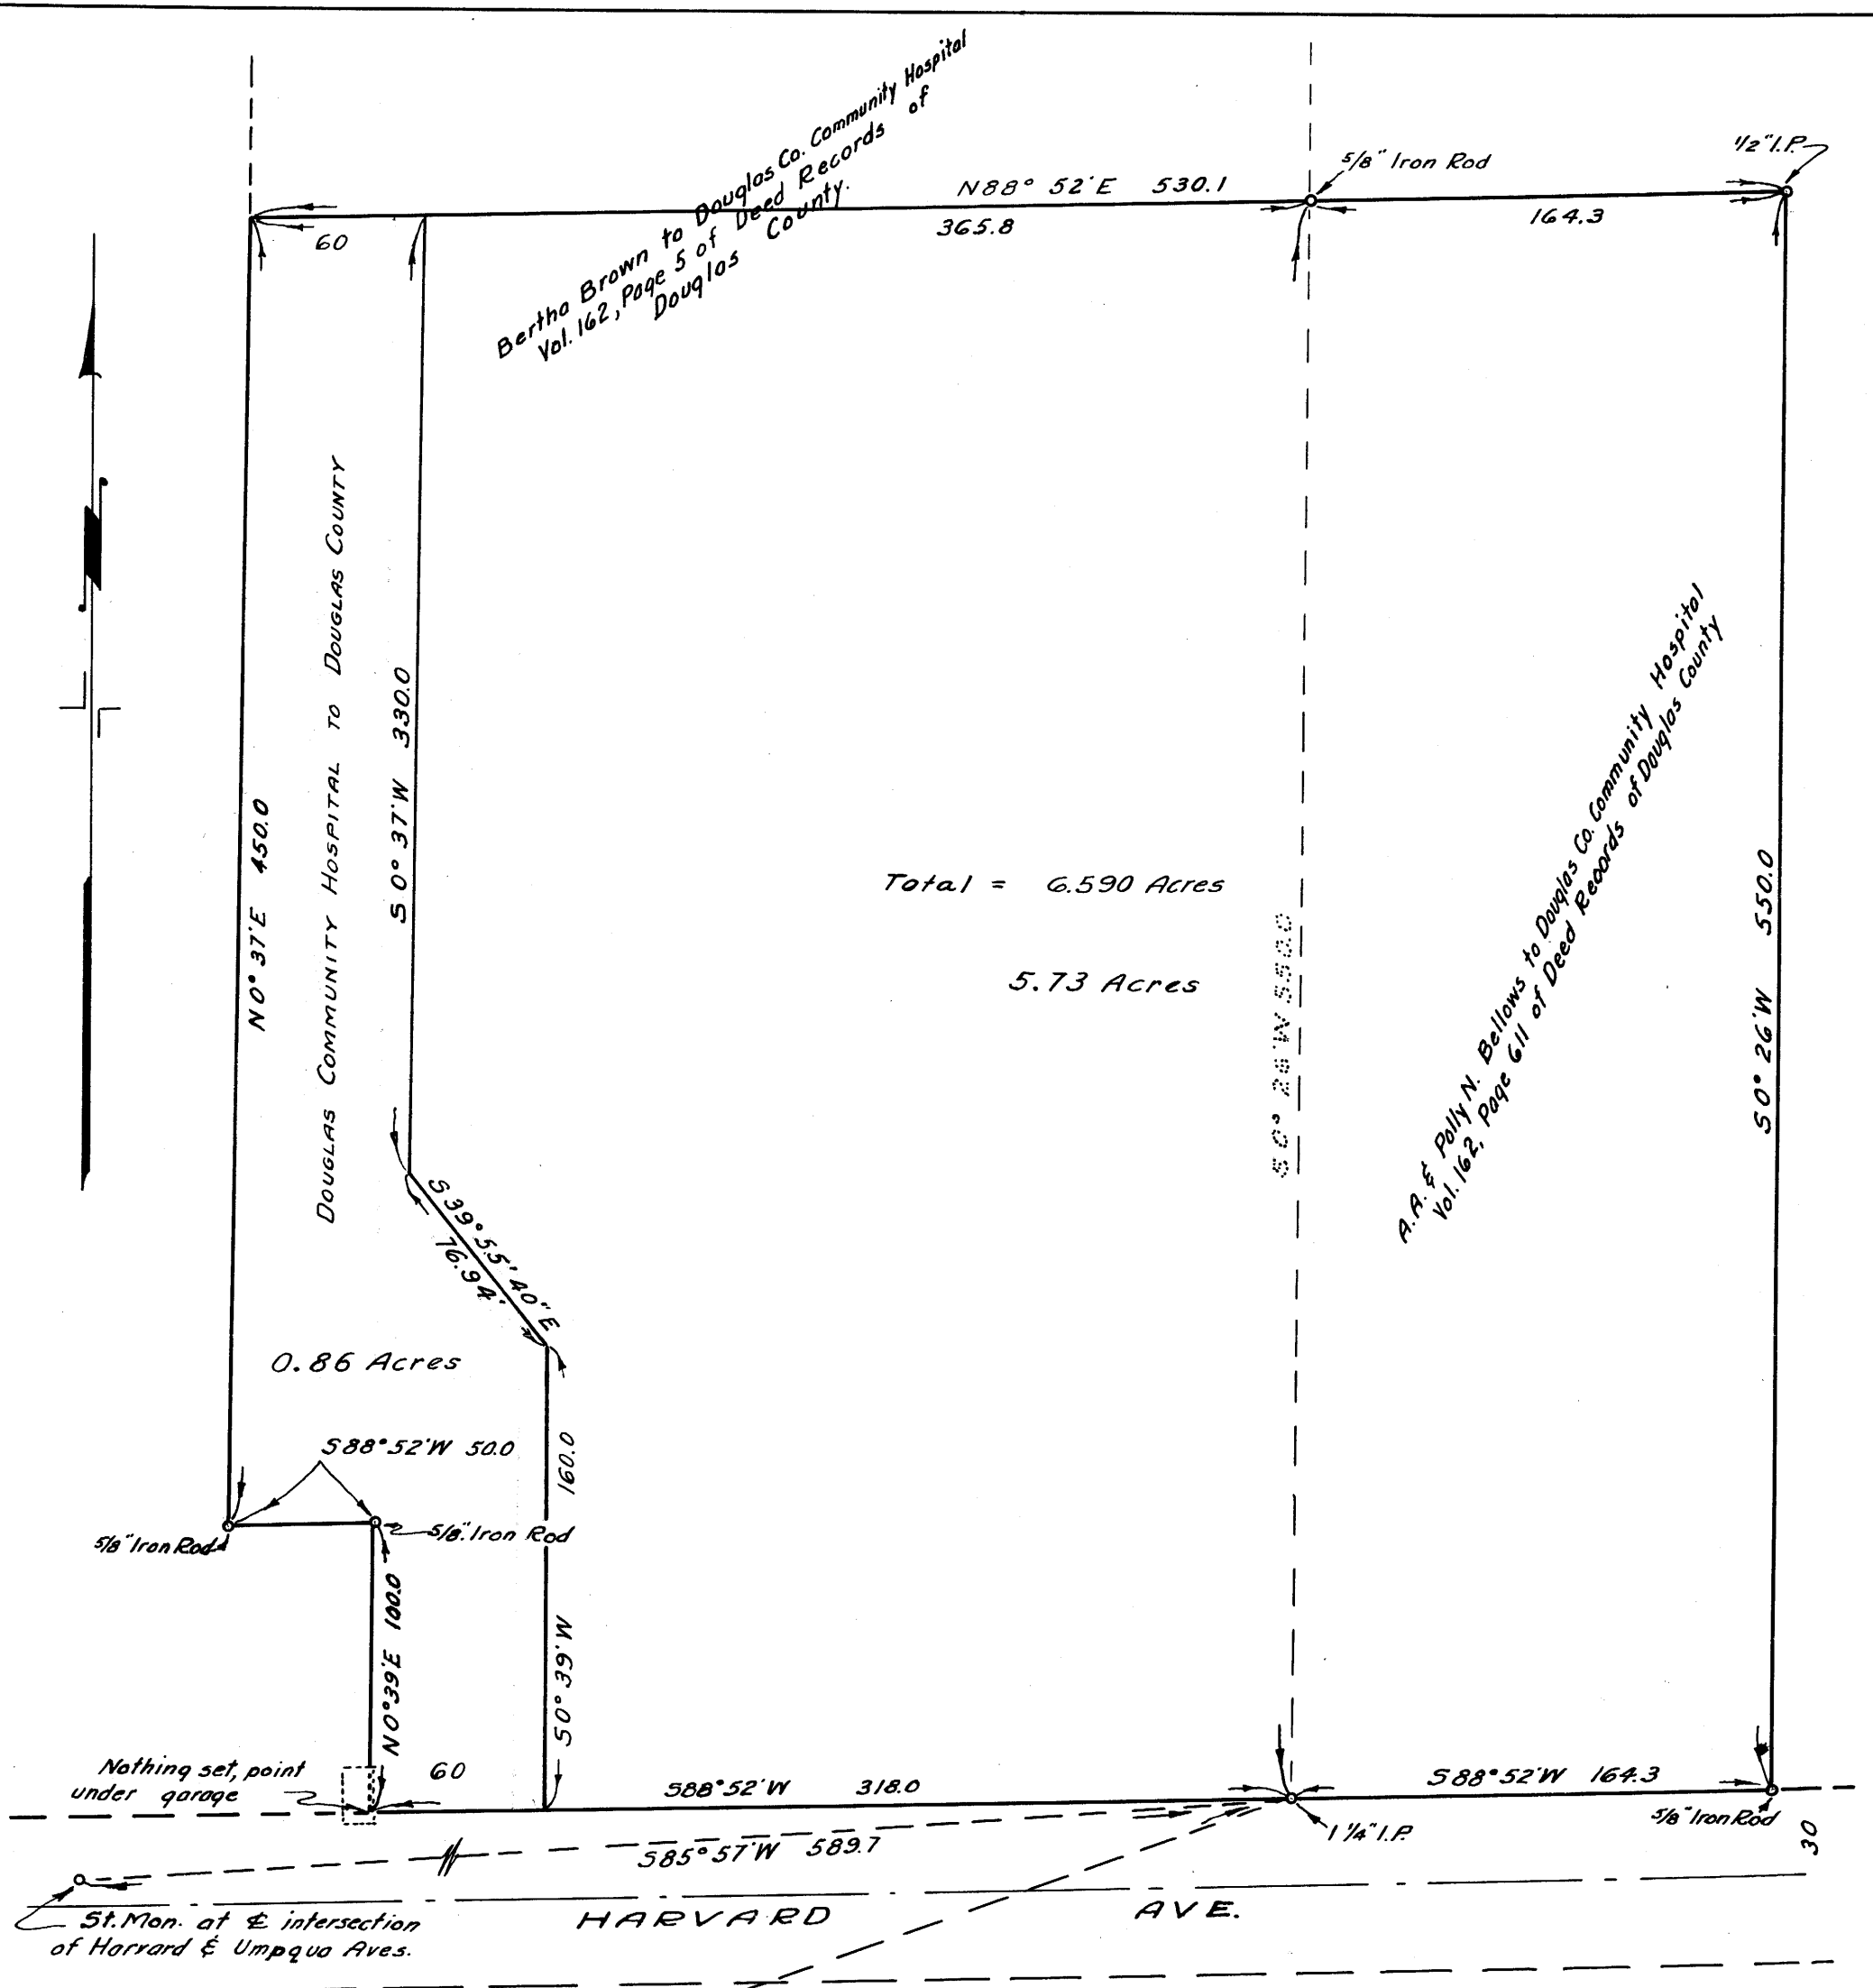 Bertha Brown to Douglas Co. Community Hospital
Vol. 162, Page 5 of Deed Records of
Douglas County.
N88° 52'E 530.1
5/8" Iron Rod
1/2" I.P.
60
365.8
164.3
DOUGLAS COMMUNITY HOSPITAL TO DOUGLAS COUNTY
N 0° 37'E 450.0
S 0° 37'W 330.0
Total = 6.590 Acres
5.73 Acres
S 0° 26'W 550.0
A.A. & Polly N. Bellows to Douglas Co. Community Hospital
Vol. 162, Page 611 of Deed Records of Douglas County
S 0° 26'W 550.0
S 39° 55' 40" E
76.94'
0.86 Acres
S 88° 52'W 50.0
5/8" Iron Rod
5/8" Iron Rod
160.0
S 0° 39'W
N 0° 39'E 100.0
Nothing set, point
under garage
60
S88° 52'W 318.0
S 88° 52'W 164.3
1 1/4" I.P.
5/8" Iron Rod
30
S85° 57'W 589.7
St. Mon. at ℄ intersection
of Harvard & Umpqua Aves.
HARVARD AVE.
N